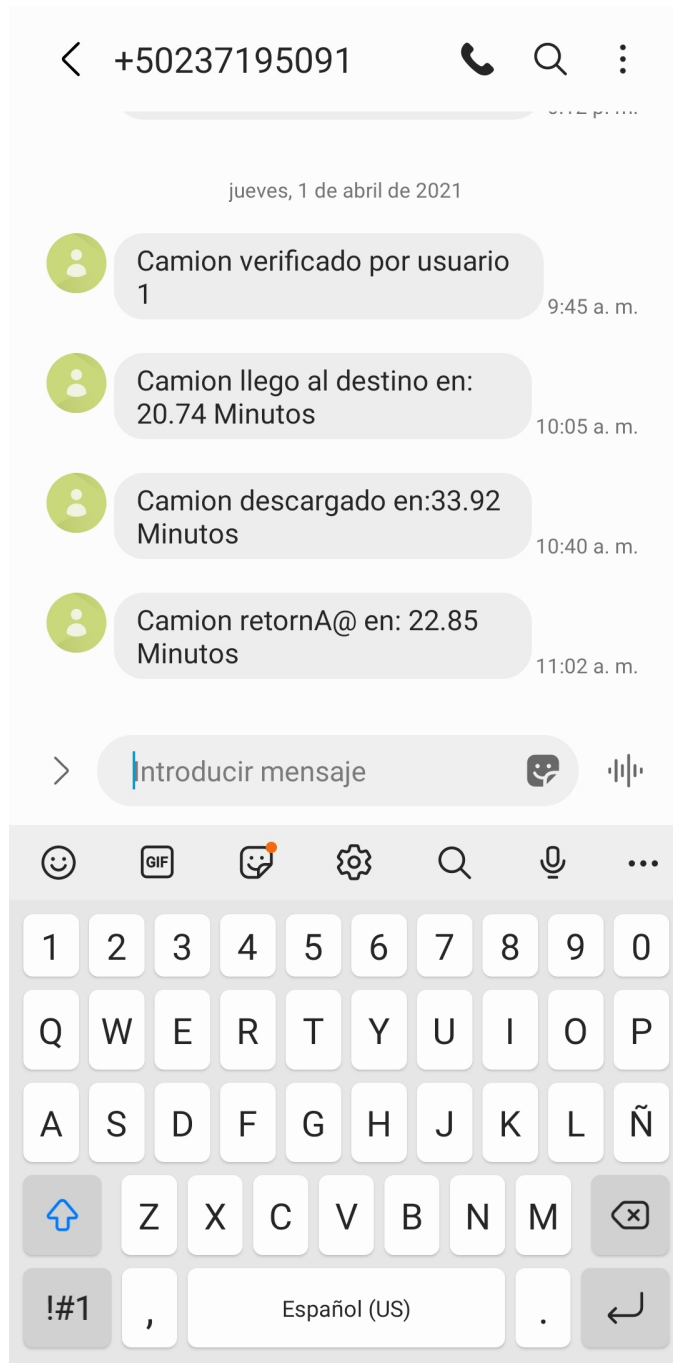 +50237195091
jueves, 1 de abril de 2021
Camion verificado por usuario
1
9:45 a. m.
Camion llego al destino en:
20.74 Minutos
10:05 a. m.
Camion descargado en:33.92
Minutos
10:40 a. m.
Camion retornA@ en: 22.85
Minutos
11:02 a. m.
Introducir mensaje
GIF
1 2 3 4 5 6 7 8 9 0
Q W E R T Y U I O P
A S D F G H J K L Ñ
Z X C V B N M
!#1 , Español (US) .